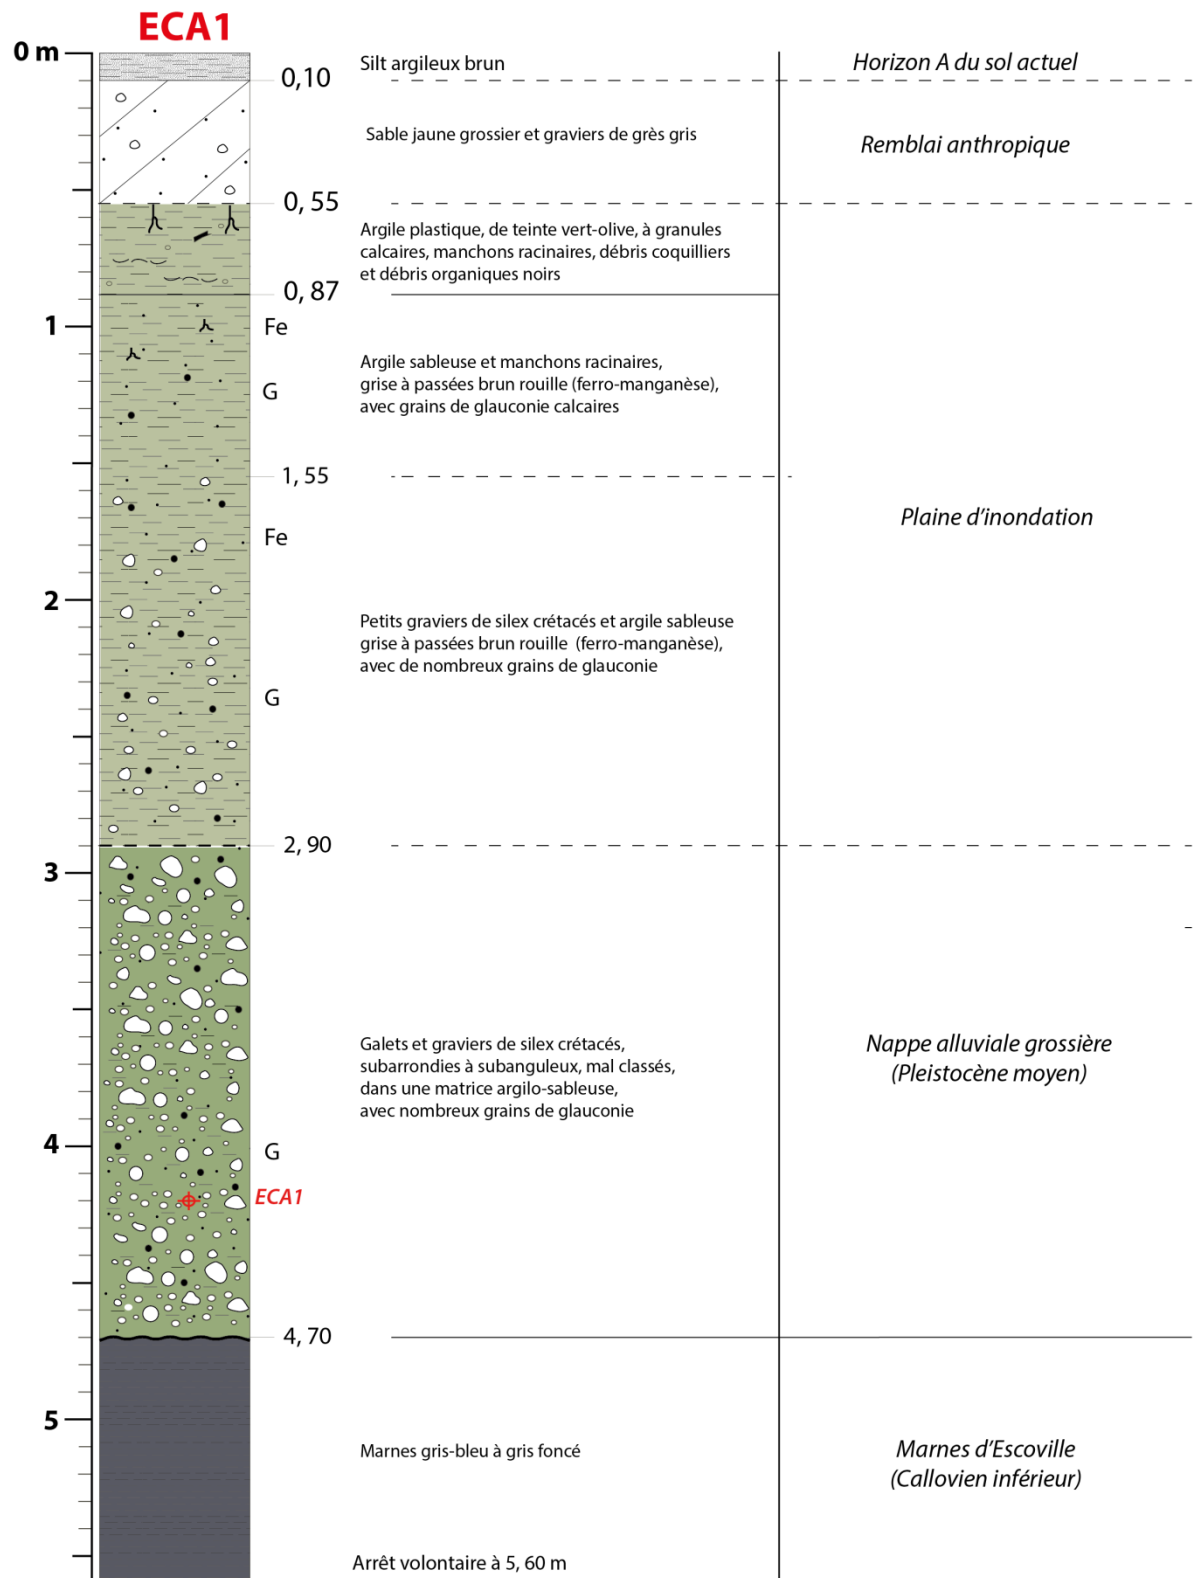 ECA1
0 m
Silt argileux brun
Horizon A du sol actuel
0,10
Sable jaune grossier et graviers de grès gris
Remblai anthropique
0,55
Argile plastique, de teinte vert-olive, à granules
calcaires, manchons racinaires, débris coquilliers
et débris organiques noirs
0,87
1
Fe
Argile sableuse et manchons racinaires,
grise à passées brun rouille (ferro-manganèse),
avec grains de glauconie calcaires
G
1,55
Plaine d'inondation
Fe
2
Petits graviers de silex crétacés et argile sableuse
grise à passées brun rouille (ferro-manganèse),
avec de nombreux grains de glauconie
G
2,90
3
Galets et graviers de silex crétacés,
subarrondies à subanguleux, mal classés,
dans une matrice argilo-sableuse,
avec nombreux grains de glauconie
Nappe alluviale grossière
(Pleistocène moyen)
4
G
ECA1
4,70
5
Marnes gris-bleu à gris foncé
Marnes d'Escoville
(Callovien inférieur)
Arrêt volontaire à 5, 60 m